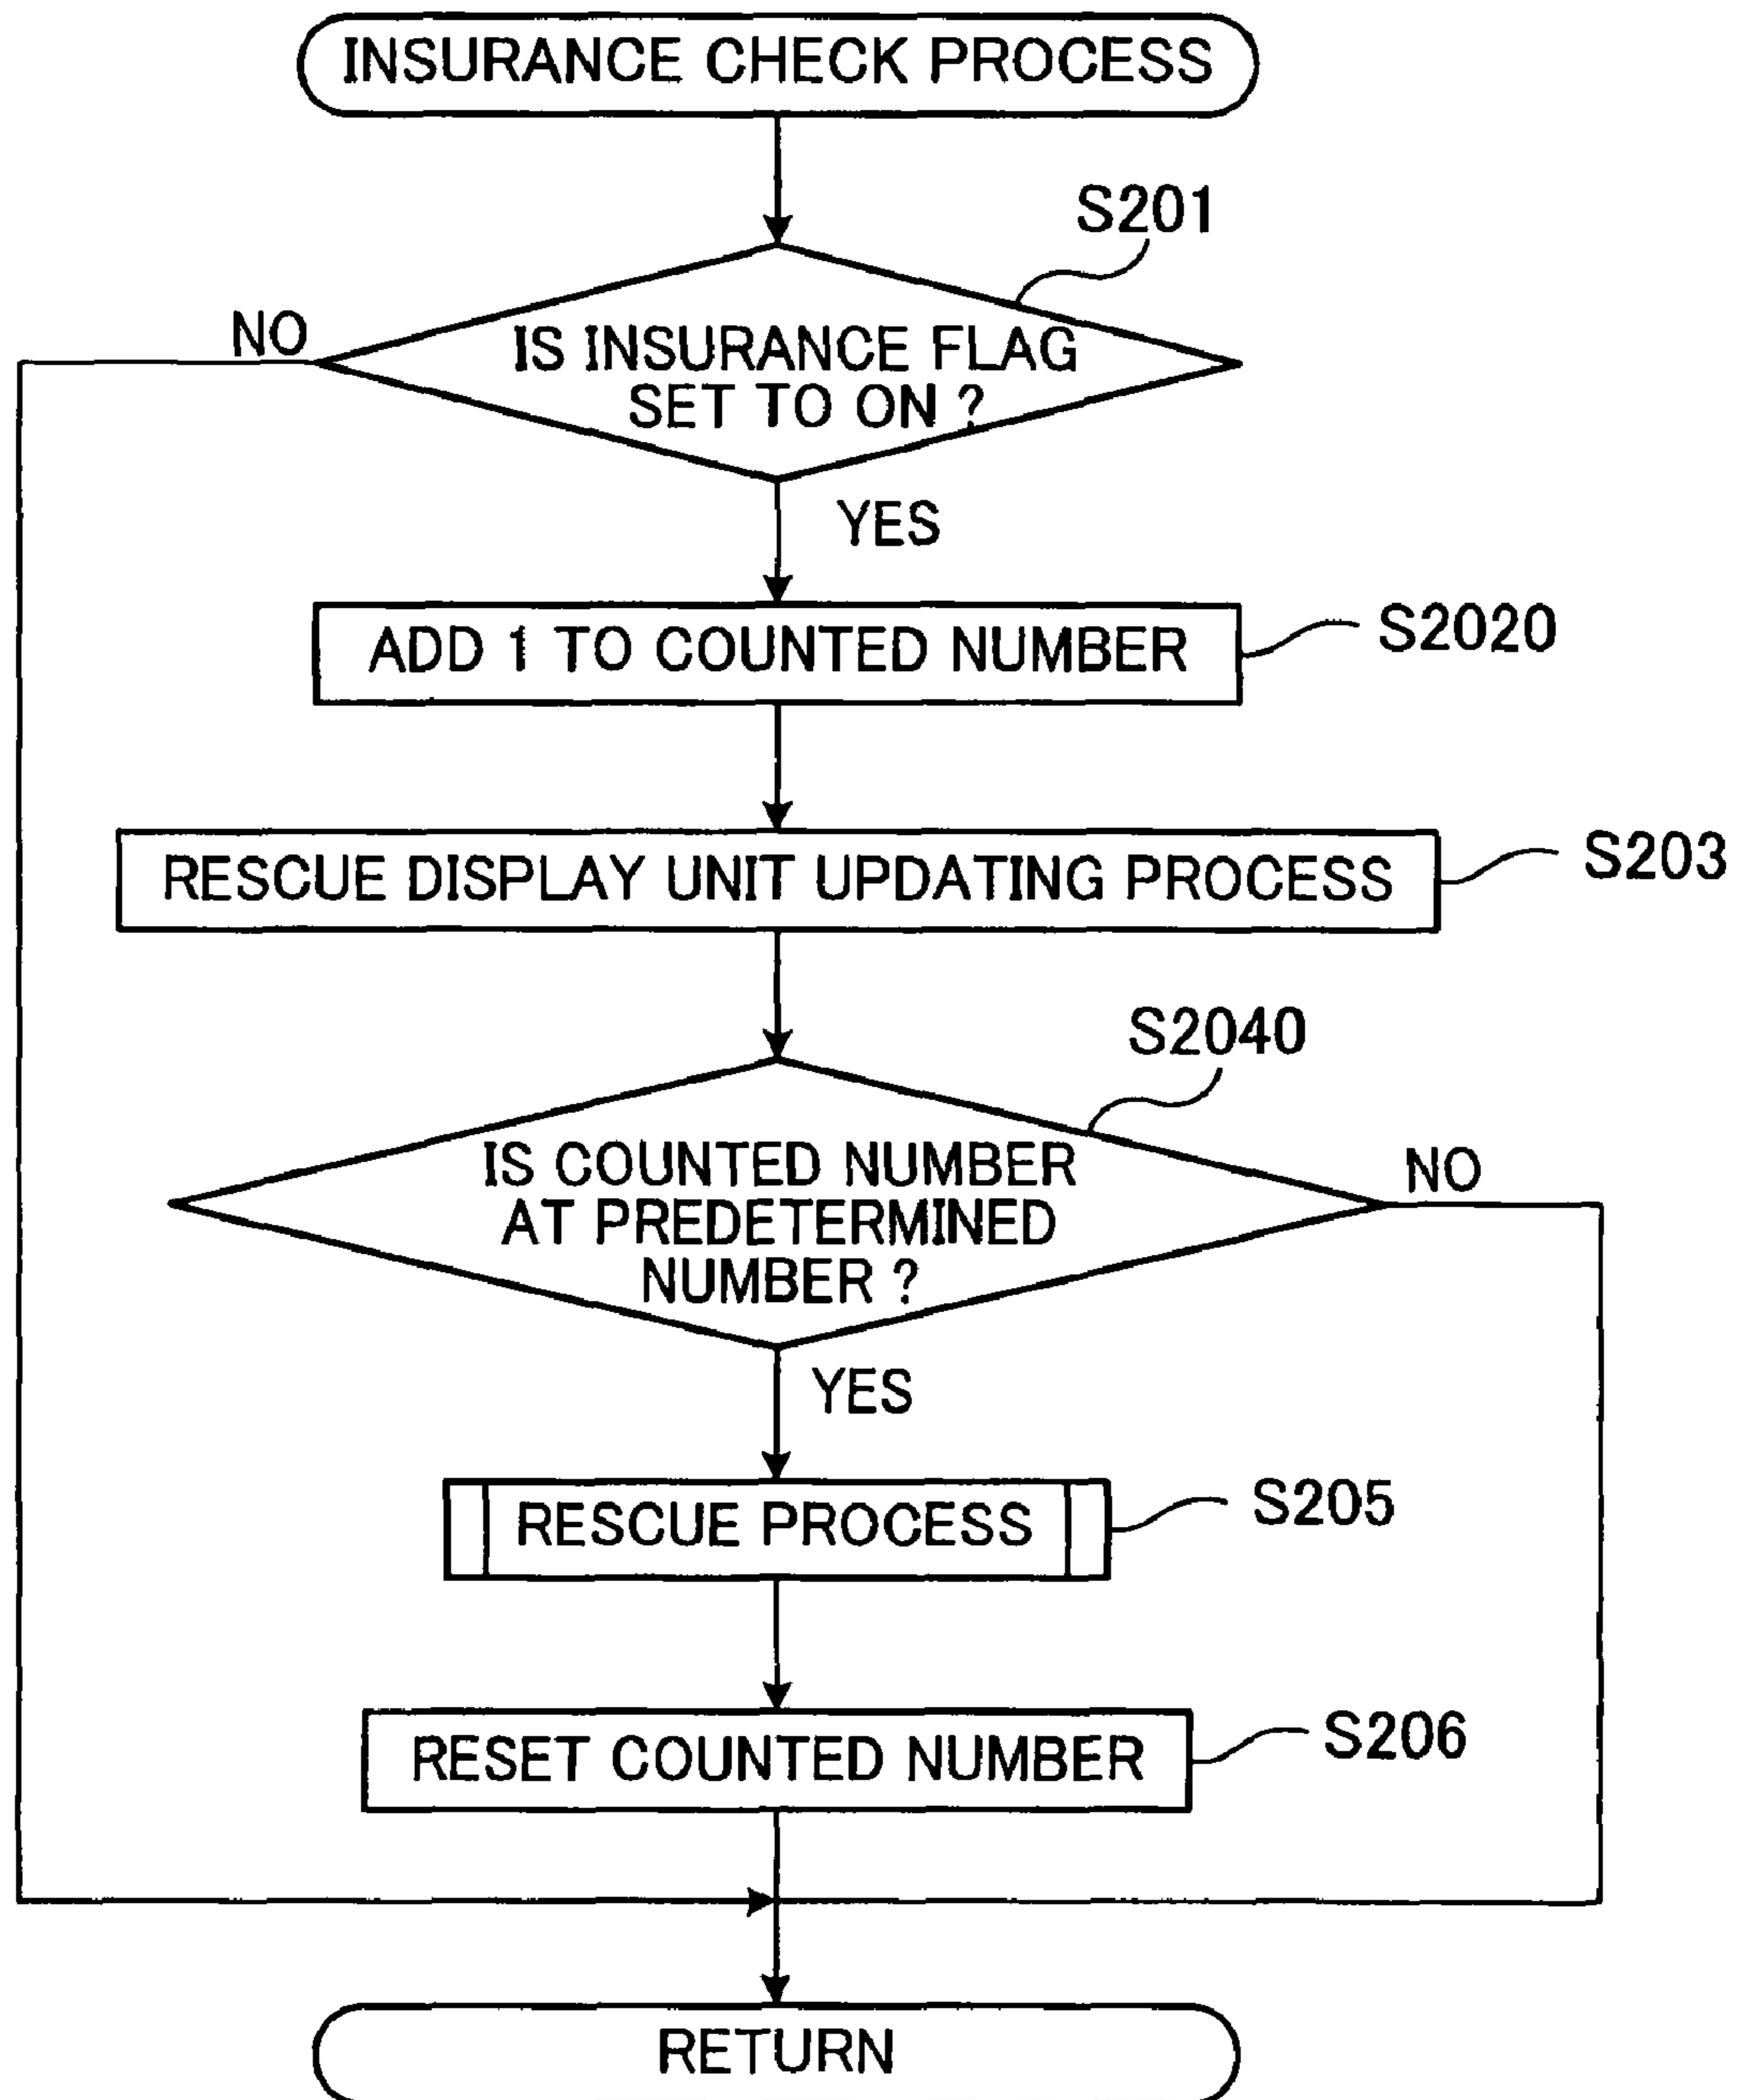 INSURANCE CHECK PROCESS
S201
NO
IS INSURANCE FLAG
SET TO ON ?
YES
ADD 1 TO COUNTED NUMBER
S2020
RESCUE DISPLAY UNIT UPDATING PROCESS
S203
S2040
IS COUNTED NUMBER
AT PREDETERMINED
NUMBER ?
NO
YES
RESCUE PROCESS
S205
RESET COUNTED NUMBER
S206
RETURN